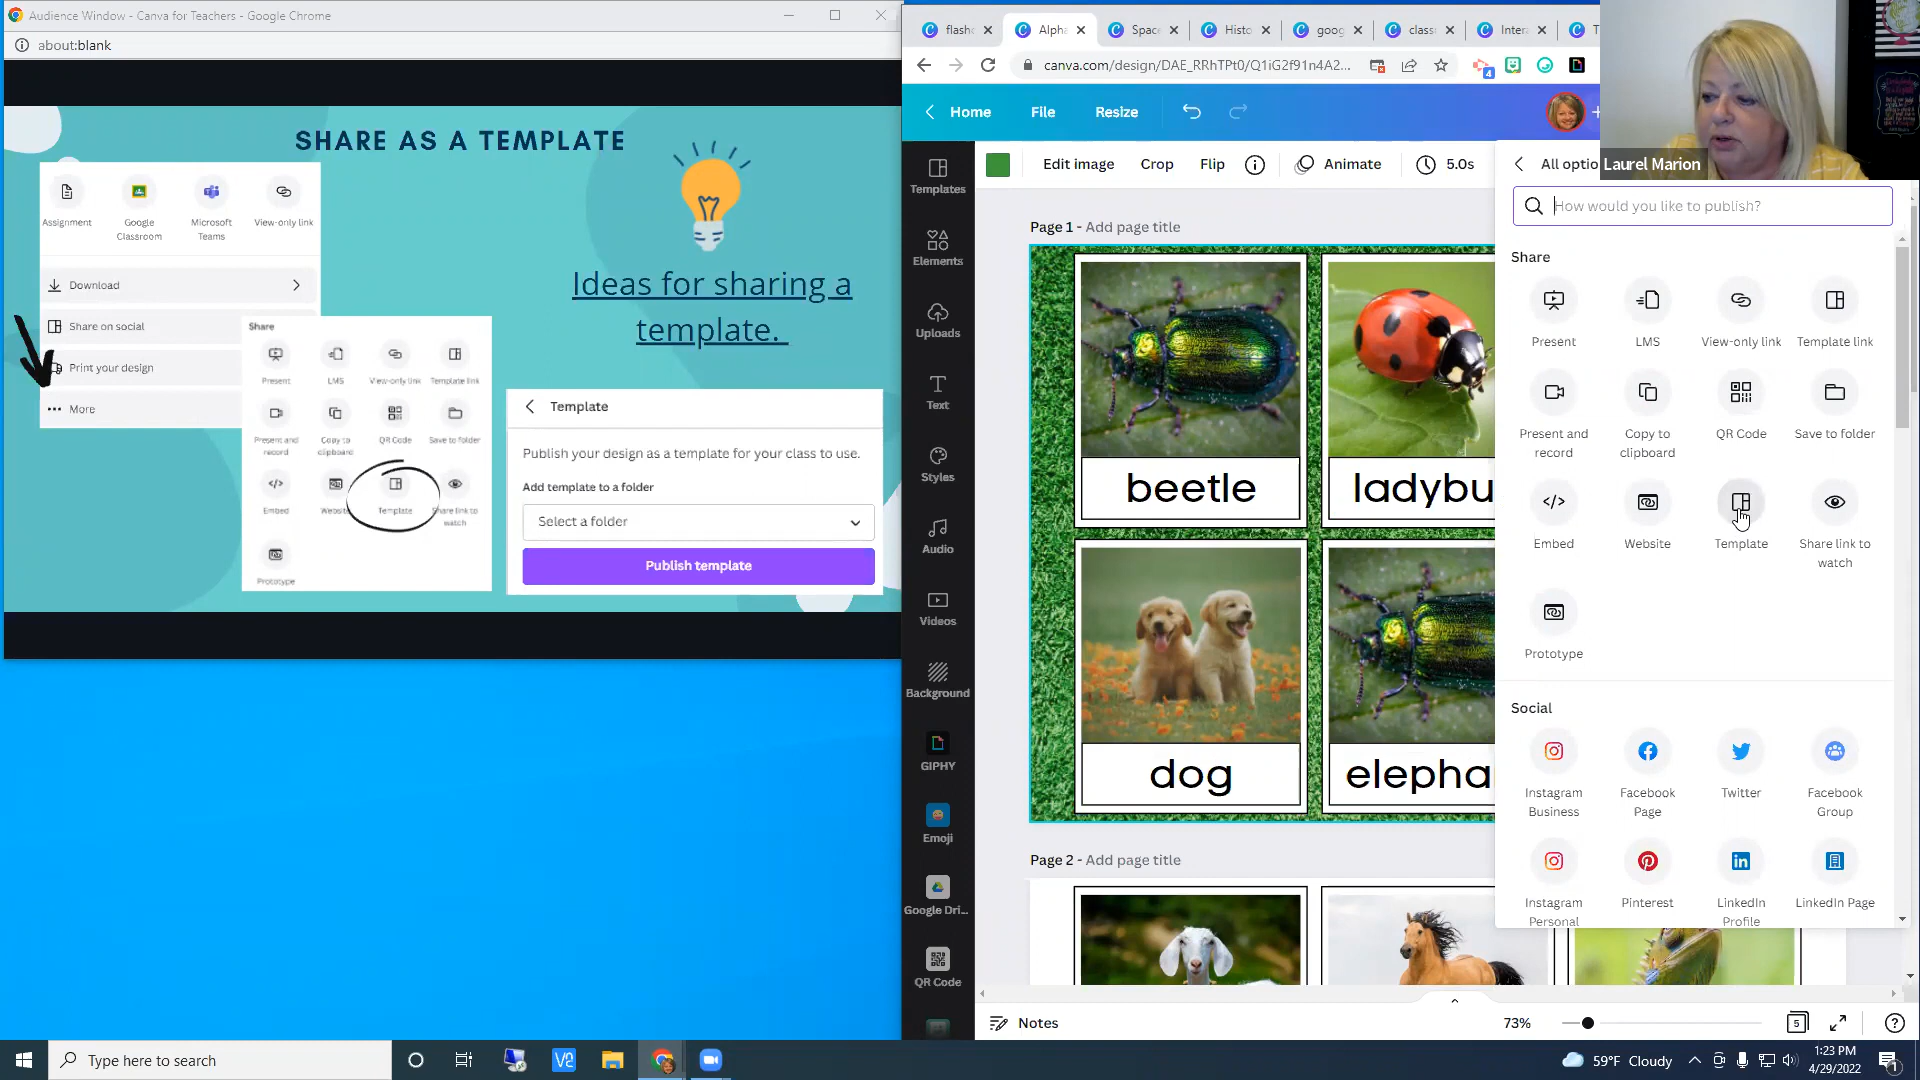 Audience Window - Canva for Teachers - Google Chrome
about:blank
SHARE AS A TEMPLATE
Assignment
Google Classroom
Microsoft Teams
View-only link
Download
Share on social
Print your design
More
Share
Present
LMS
View-only link
Template link
Present and record
Copy to clipboard
QR Code
Save to folder
Embed
Website
Template
Share link to watch
Prototype
Ideas for sharing a
template.
Template
Publish your design as a template for your class to use.
Add template to a folder
Select a folder
Publish template
flashc
Alpha
Space
Histo
goog
class
Inter
T
canva.com/design/DAE_RRhTPt0/Q1iG2f91n4A2...
4
Home
File
Resize
Laurel Marion
Edit image
Crop
Flip
Animate
5.0s
All optio
How would you like to publish?
Templates
Elements
Uploads
Text
Styles
Audio
Videos
Background
GIPHY
Emoji
Google Dri...
QR Code
Page 1 - Add page title
beetle
ladybu
dog
elepha
Page 2 - Add page title
Share
Present
LMS
View-only link
Template link
Present and record
Copy to clipboard
QR Code
Save to folder
Embed
Website
Template
Share link to watch
Prototype
Social
Instagram Business
Facebook Page
Twitter
Facebook Group
Instagram Personal
Pinterest
LinkedIn Profile
LinkedIn Page
Notes
73%
5
Type here to search
59°F Cloudy
1:23 PM
4/29/2022
1